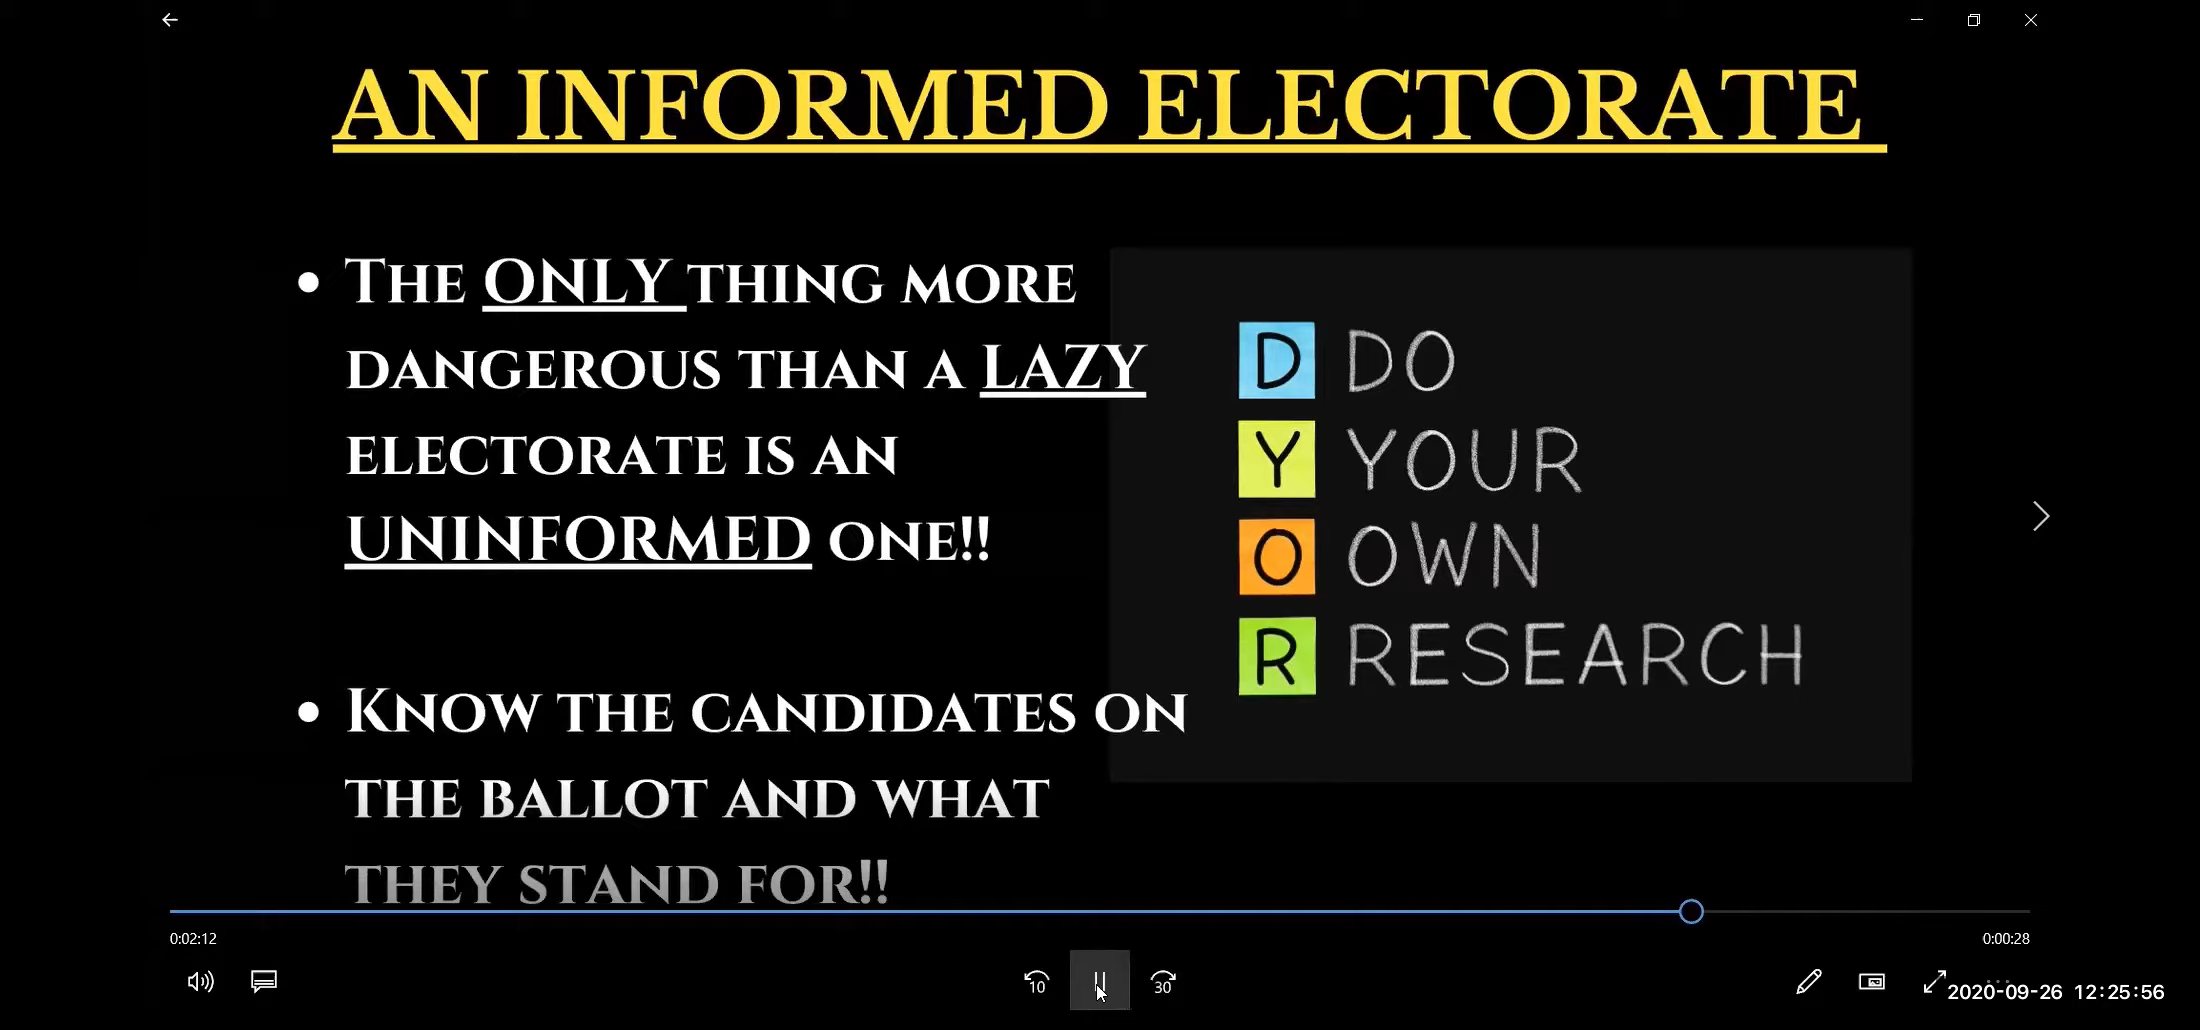 AN INFORMED ELECTORATE
• THE ONLY THING MORE
DANGEROUS THAN A LAZY
ELECTORATE IS AN
UNINFORMED ONE!!
• KNOW THE CANDIDATES ON
THE BALLOT AND WHAT
THEY STAND FOR!!
D DO
Y YOUR
O OWN
R RESEARCH
0:02:12
0:00:28
10
30
2020-09-26 12:25:56